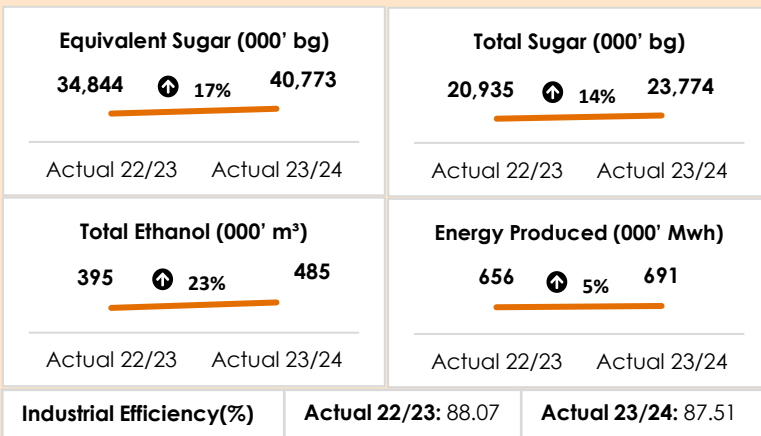 Equivalent Sugar (000' bg)
34,844 17% 40,773
Actual 22/23 Actual 23/24
Total Sugar (000' bg)
20,935 14% 23,774
Actual 22/23 Actual 23/24
Total Ethanol (000' m³)
395 23% 485
Actual 22/23 Actual 23/24
Energy Produced (000' Mwh)
656 5% 691
Actual 22/23 Actual 23/24
Industrial Efficiency(%) Actual 22/23: 88.07 Actual 23/24: 87.51